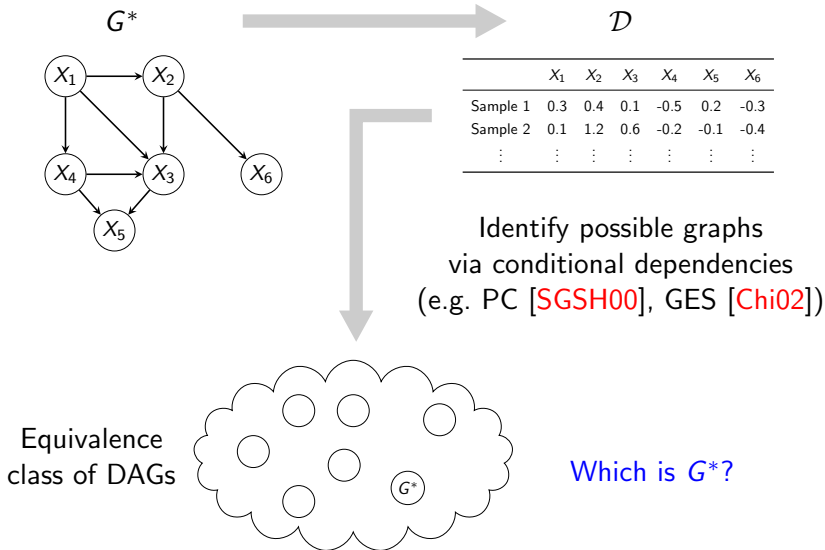 G* D
X1 X2
X4 X3 X6
X5
X1 X2 X3 X4 X5 X6
Sample 1 0.3 0.4 0.1 -0.5 0.2 -0.3
Sample 2 0.1 1.2 0.6 -0.2 -0.1 -0.4
⋮ ⋮ ⋮ ⋮ ⋮ ⋮ ⋮
Identify possible graphs
via conditional dependencies
(e.g. PC [SGSH00], GES [Chi02])
Equivalence
class of DAGs
G*
Which is G*?